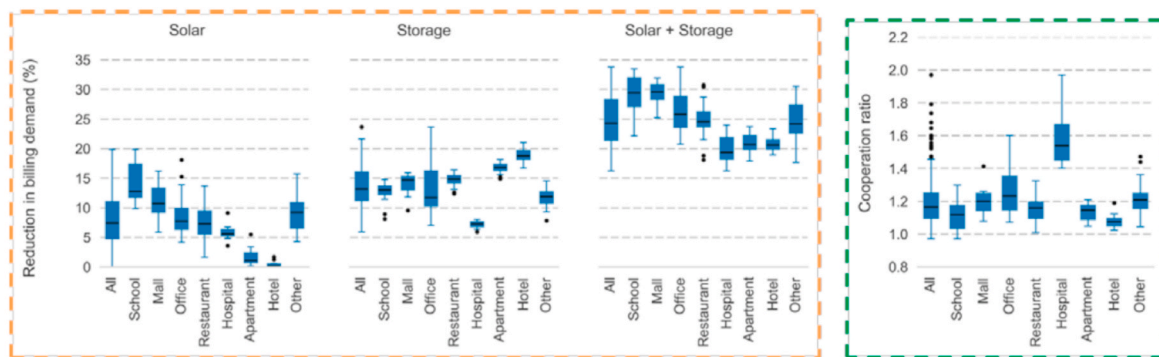 Solar
Storage
Solar + Storage
Reduction in billing demand (%)
35
30
25
20
15
10
5
0
All
School
Mall
Office
Restaurant
Hospital
Apartment
Hotel
Other
All
School
Mall
Office
Restaurant
Hospital
Apartment
Hotel
Other
All
School
Mall
Office
Restaurant
Hospital
Apartment
Hotel
Other
Cooperation ratio
2.2
2.0
1.8
1.6
1.4
1.2
1.0
0.8
All
School
Mall
Office
Restaurant
Hospital
Apartment
Hotel
Other